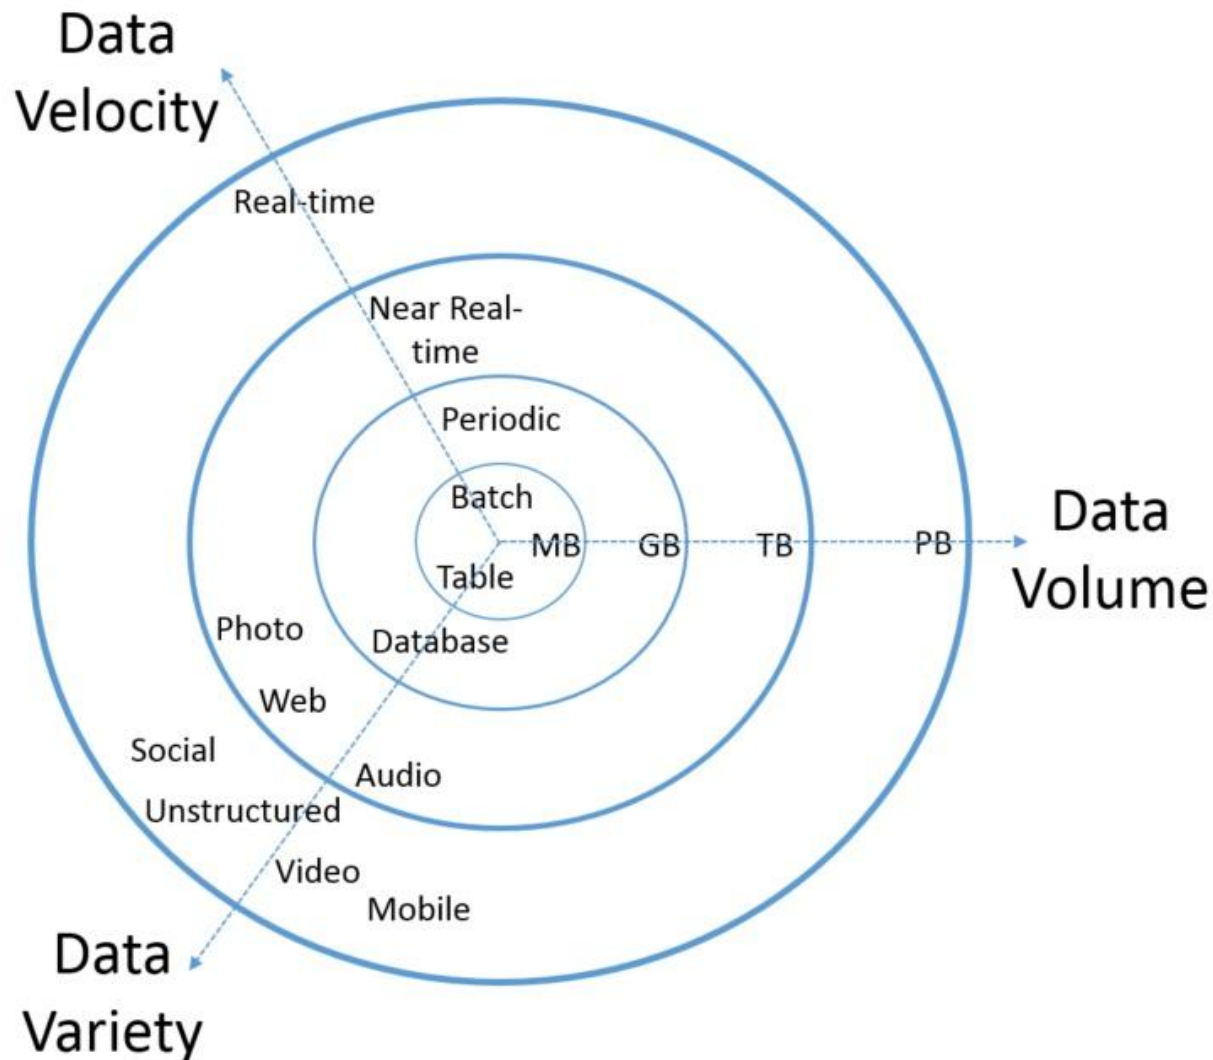 Data
Velocity
Real-time
Near Real-
time
Periodic
Batch
MB GB TB PB
Data
Volume
Table
Database
Photo
Web
Audio
Social
Unstructured
Video
Mobile
Data
Variety